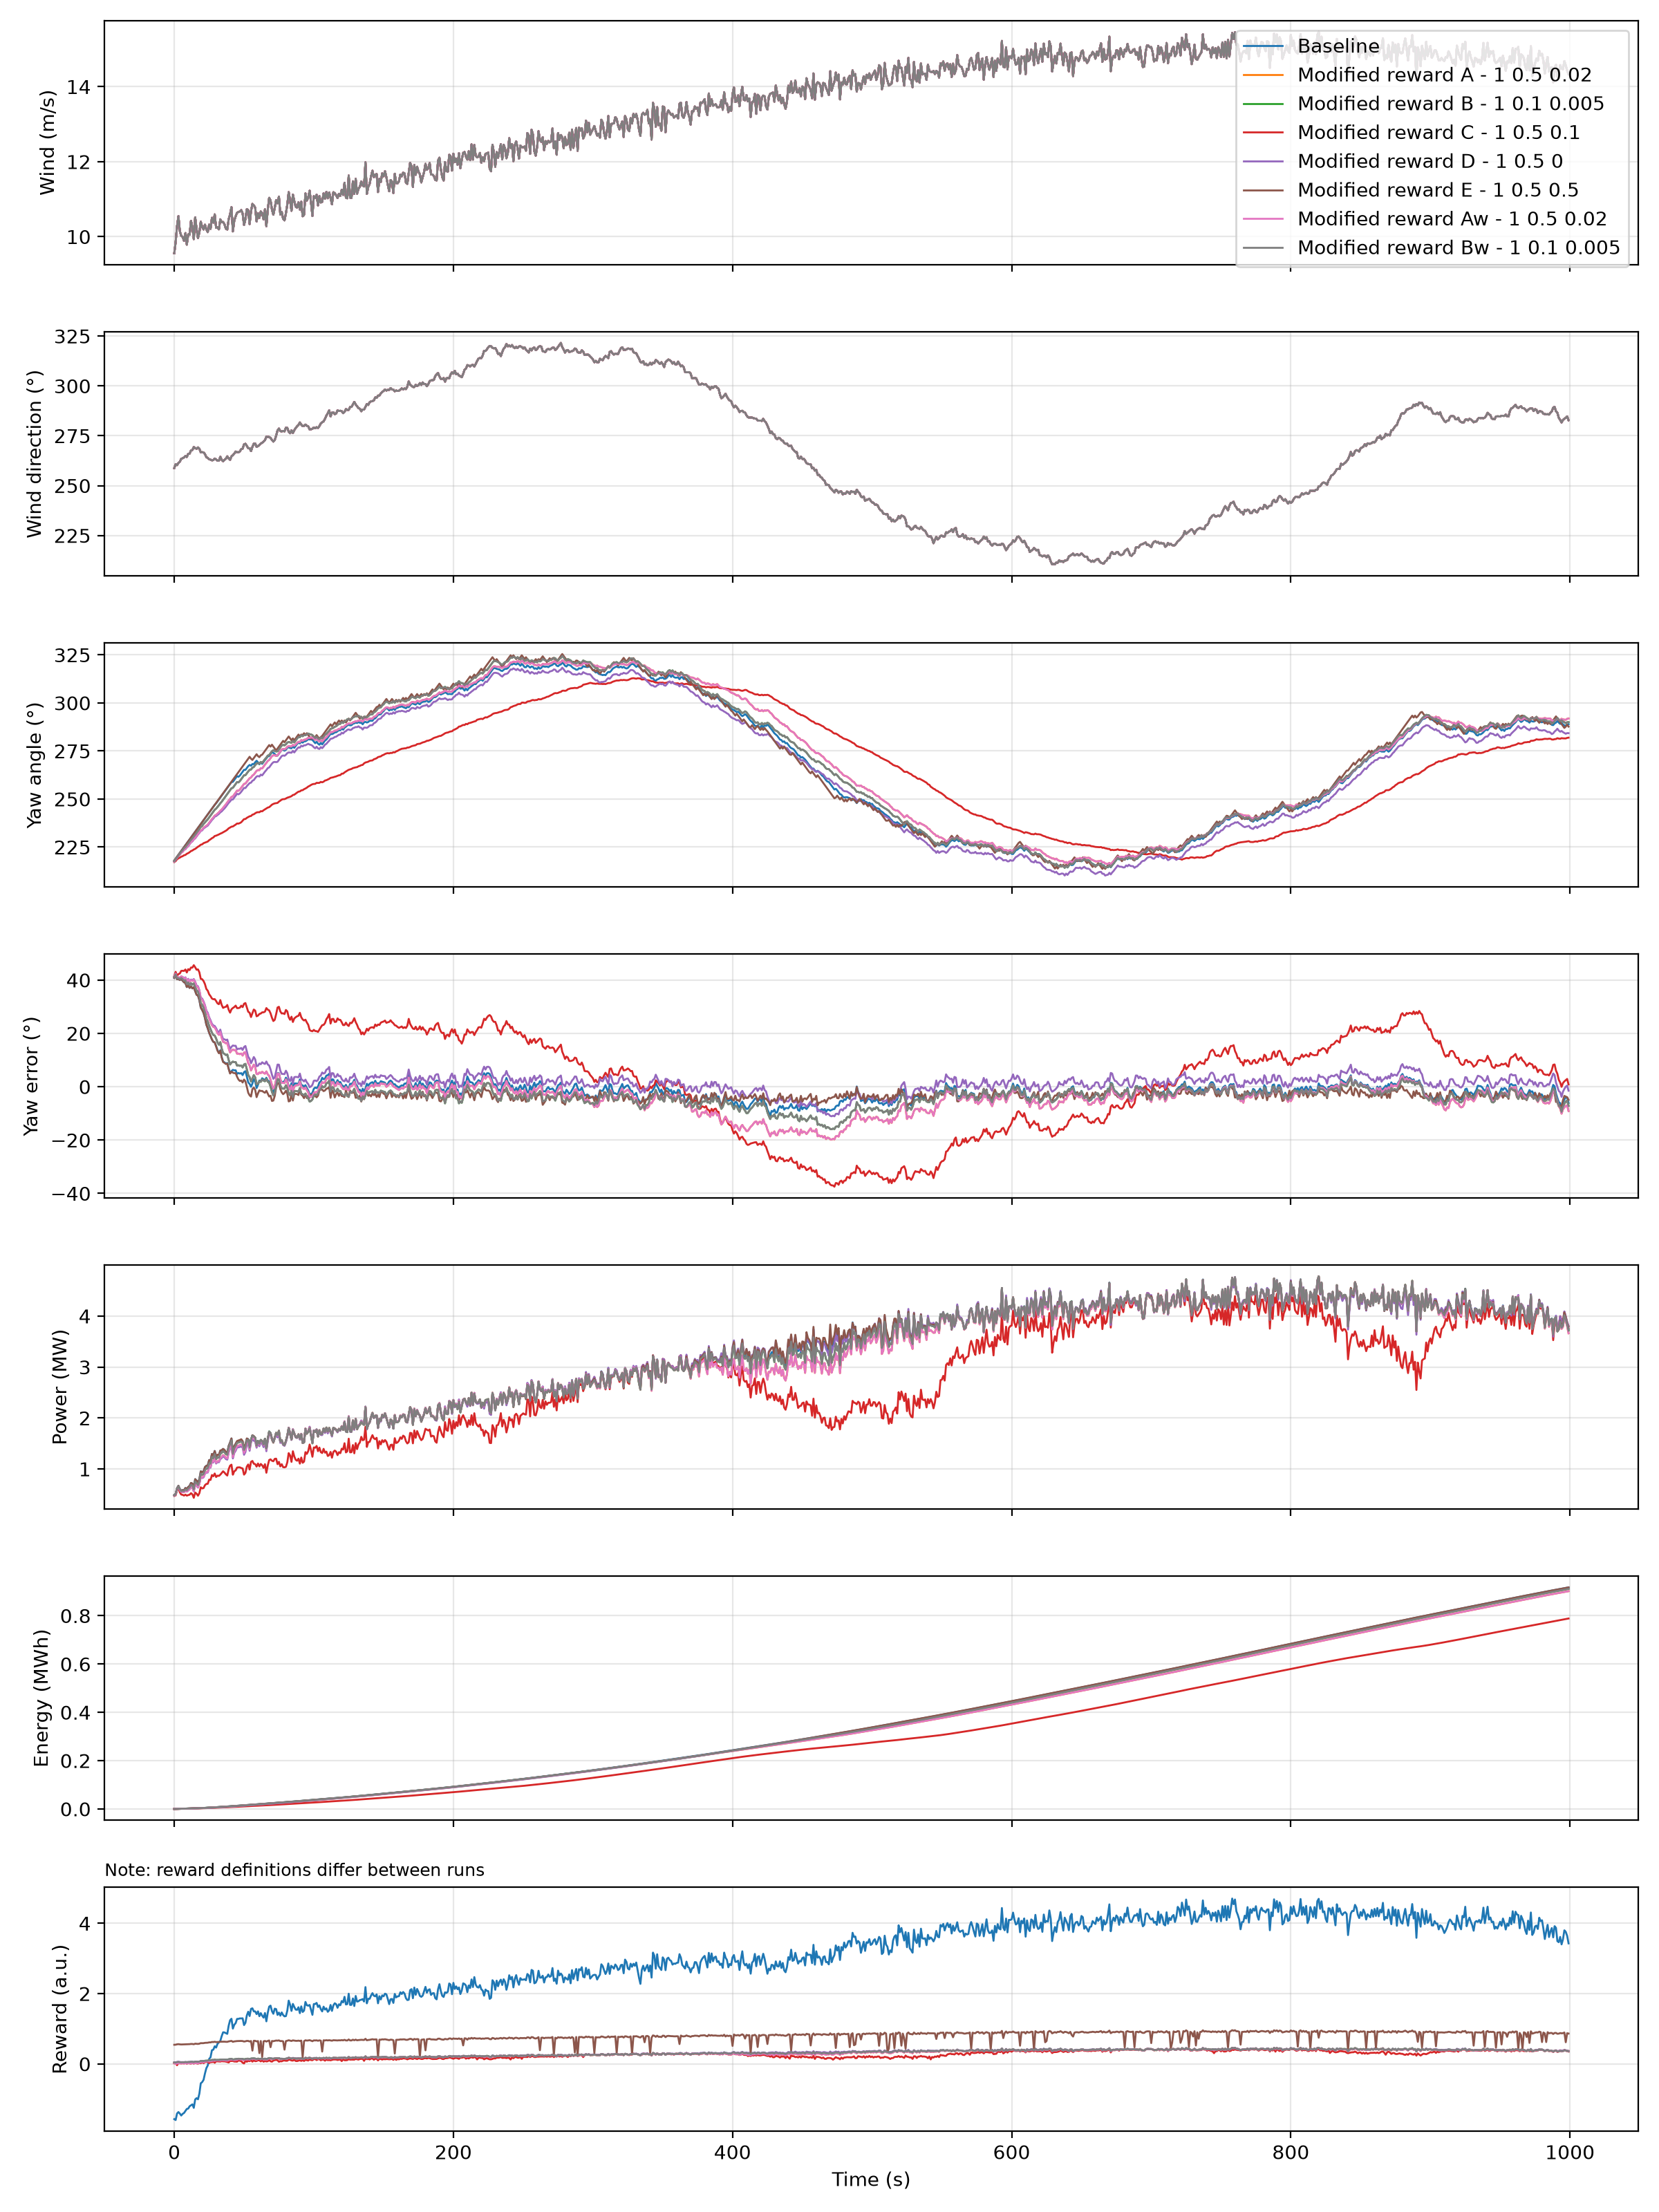 Wind (m/s)
14
12
10
Baseline
Modified reward A - 1 0.5 0.02
Modified reward B - 1 0.1 0.005
Modified reward C - 1 0.5 0.1
Modified reward D - 1 0.5 0
Modified reward E - 1 0.5 0.5
Modified reward Aw - 1 0.5 0.02
Modified reward Bw - 1 0.1 0.005
Wind direction (°)
325
300
275
250
225
Yaw angle (°)
325
300
275
250
225
Yaw error (°)
40
20
0
−20
−40
Power (MW)
4
3
2
1
Energy (MWh)
0.8
0.6
0.4
0.2
0.0
Note: reward definitions differ between runs
Reward (a.u.)
4
2
0
0 200 400 600 800 1000
Time (s)